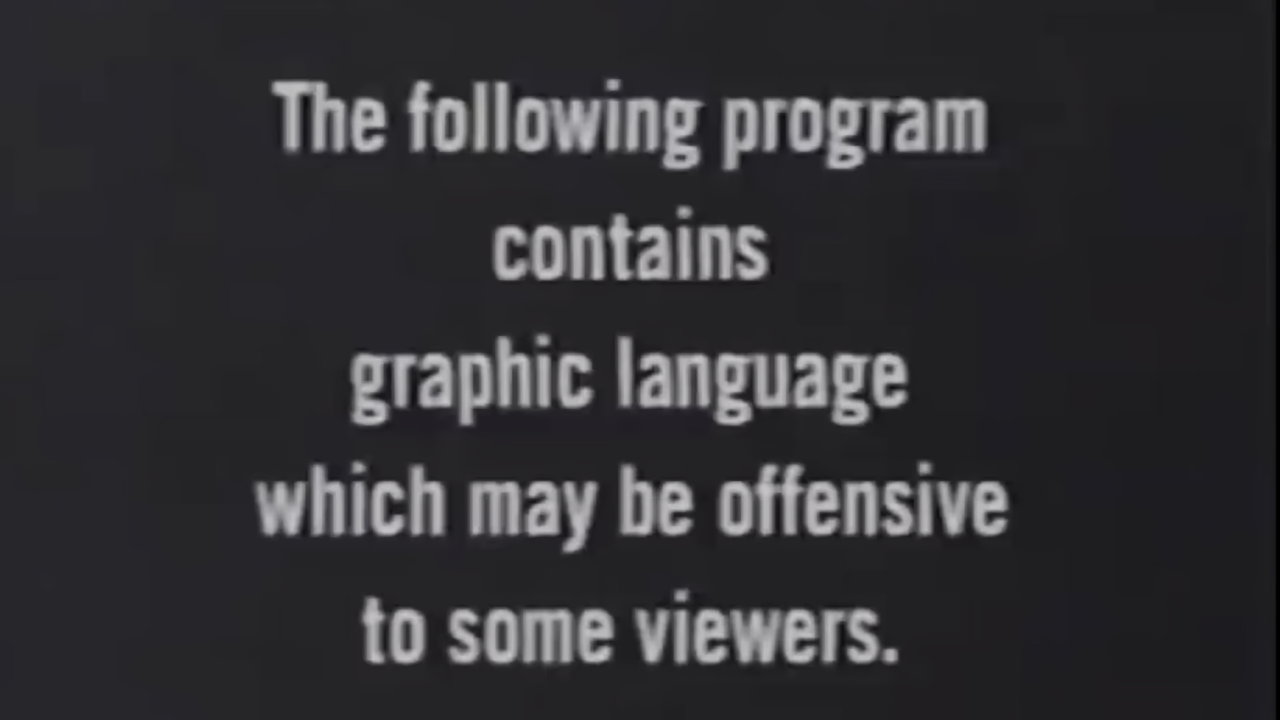 The following program
contains
graphic language
which may be offensive
to some viewers.